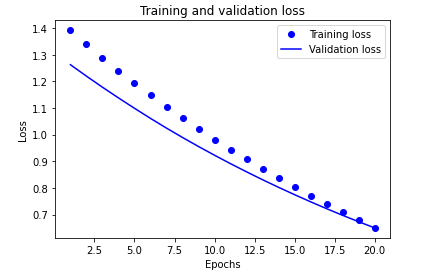 Training and validation loss
Training loss
Validation loss
1.4
1.3
1.2
1.1
1.0
0.9
0.8
0.7
Loss
2.5 5.0 7.5 10.0 12.5 15.0 17.5 20.0
Epochs